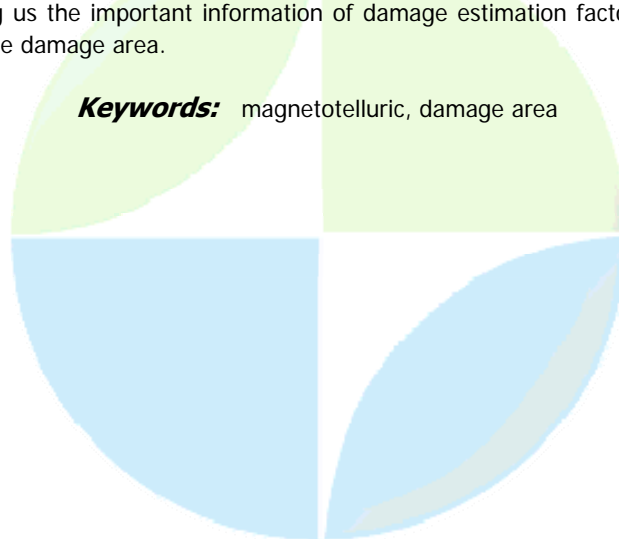 us the important information of damage estimation
damage area.
Keywords: magnetotelluric, damage area